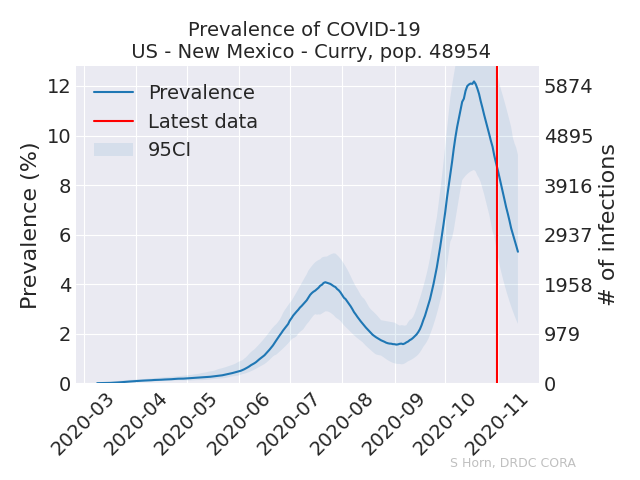 Prevalence of COVID-19
US - New Mexico - Curry, pop. 48954
Prevalence
Latest data
95CI
Prevalence (%)
12
10
8
6
4
2
0
5874
4895
3916
2937
1958
979
0
# of infections
2020-03
2020-04
2020-05
2020-06
2020-07
2020-08
2020-09
2020-10
2020-11
S Horn, DRDC CORA